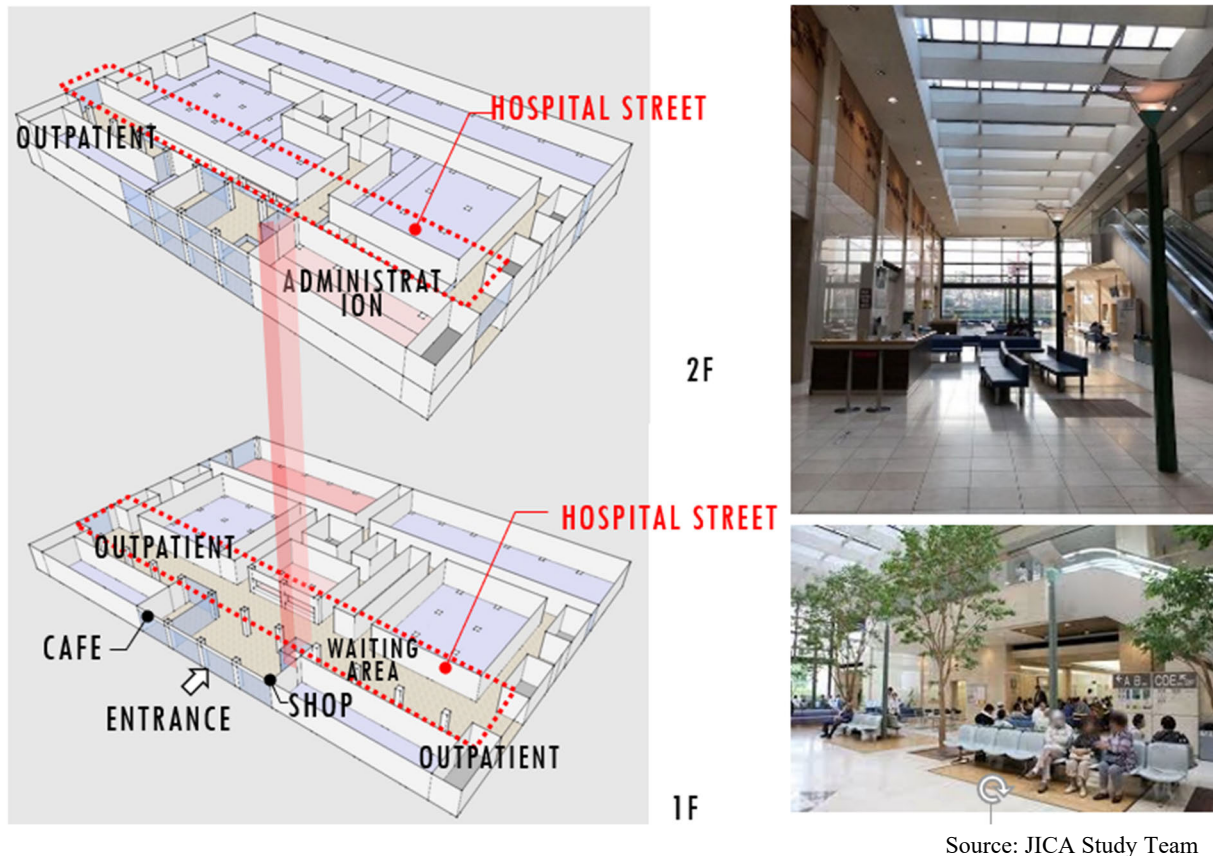 HOSPITAL STREET
OUTPATIENT
ADMINISTRAT
ION
2F
HOSPITAL STREET
OUTPATIENT
CAFE
WAITING
AREA
ENTRANCE
SHOP
OUTPATIENT
1F
A B
CDE
Source: JICA Study Team